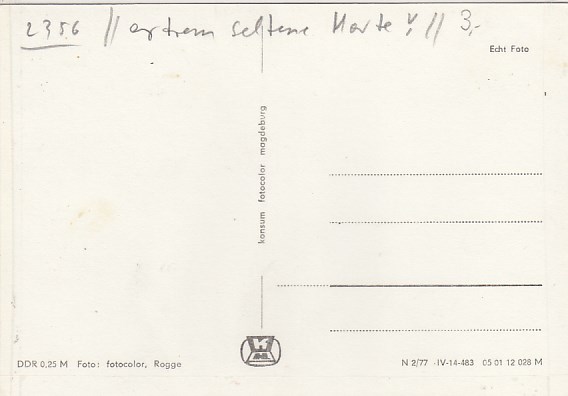 2356 // extrem seltene Karte! // 3,-
Echt Foto
konsum fotocolor magdeburg
K
DDR 0,25 M Foto: fotocolor, Rogge
N 2/77 IV-14-483 05 01 12 028 M